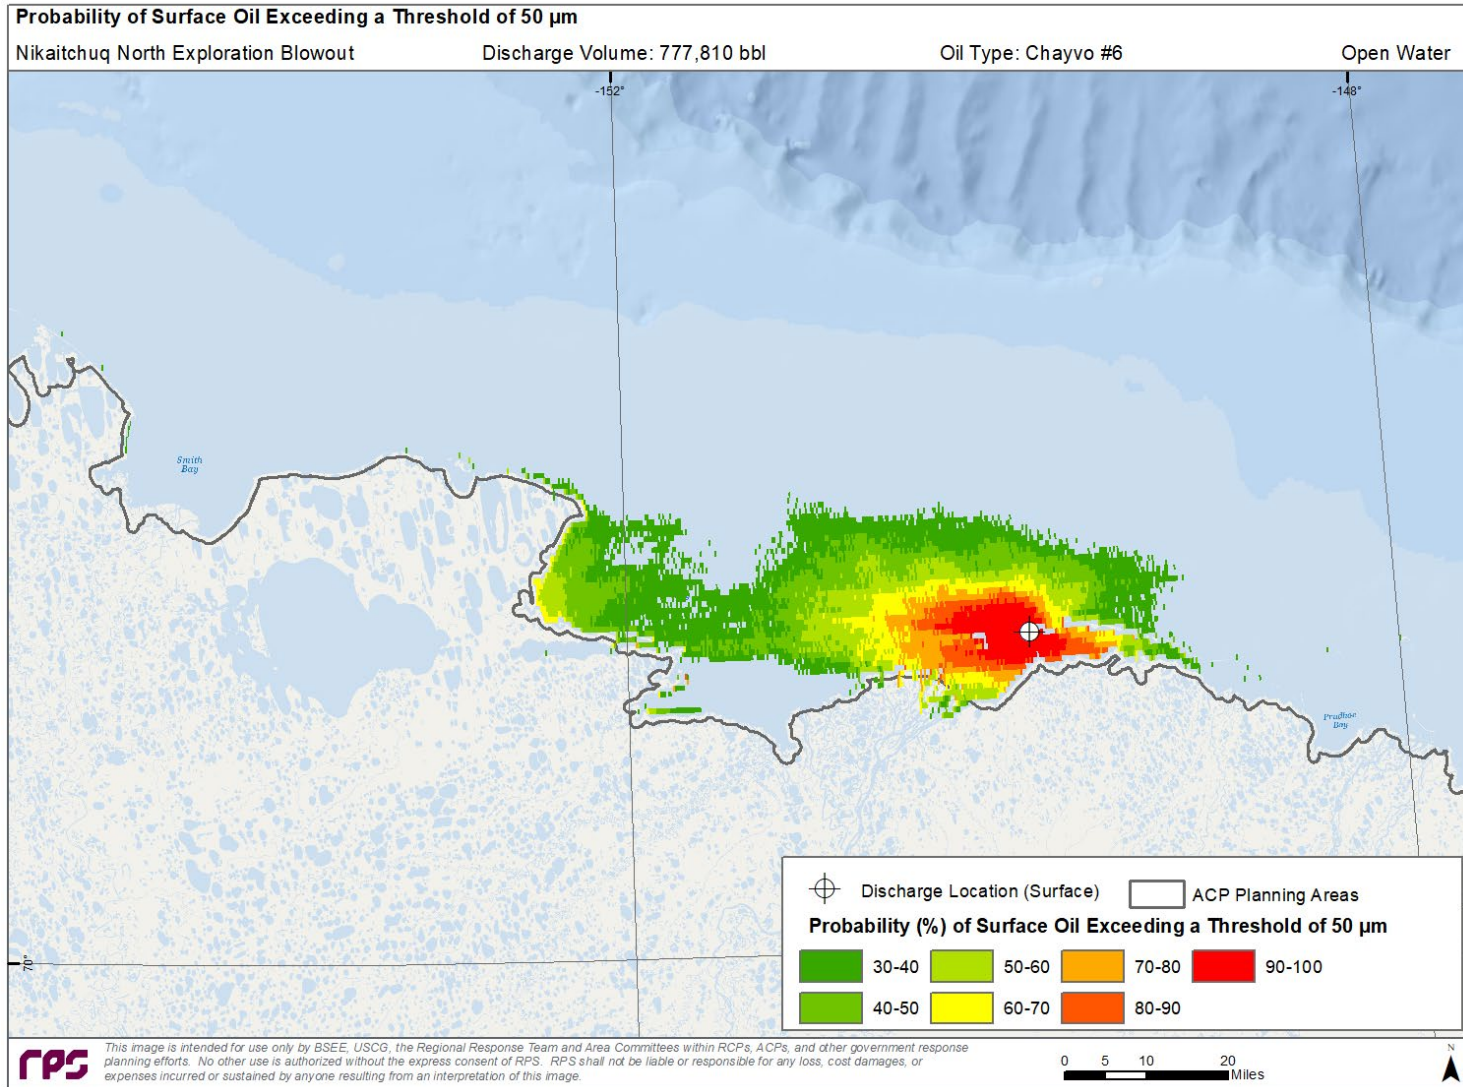 Probability of Surface Oil Exceeding a Threshold of 50 µm
Nikaitchuq North Exploration Blowout Discharge Volume: 777,810 bbl Oil Type: Chayvo #6 Open Water
-152° -148°
Smith
Bay
Prudhoe
Bay
70°
Discharge Location (Surface) ACP Planning Areas
Probability (%) of Surface Oil Exceeding a Threshold of 50 µm
30-40 50-60 70-80 90-100
40-50 60-70 80-90
rps
This image is intended for use only by BSEE, USCG, the Regional Response Team and Area Committees within RCPs, ACPs, and other government response
planning efforts. No other use is authorized without the express consent of RPS. RPS shall not be liable or responsible for any loss, cost damages, or
expenses incurred or sustained by anyone resulting from an interpretation of this image.
0 5 10 20
Miles
N